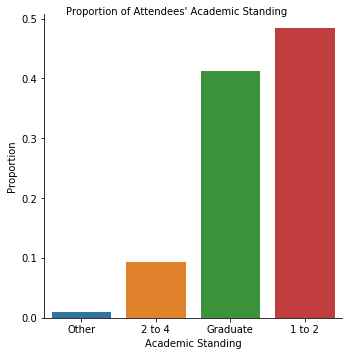 Proportion of Attendees' Academic Standing
0.5
0.4
0.3
0.2
0.1
0.0
Proportion
Other 2 to 4 Graduate 1 to 2
Academic Standing